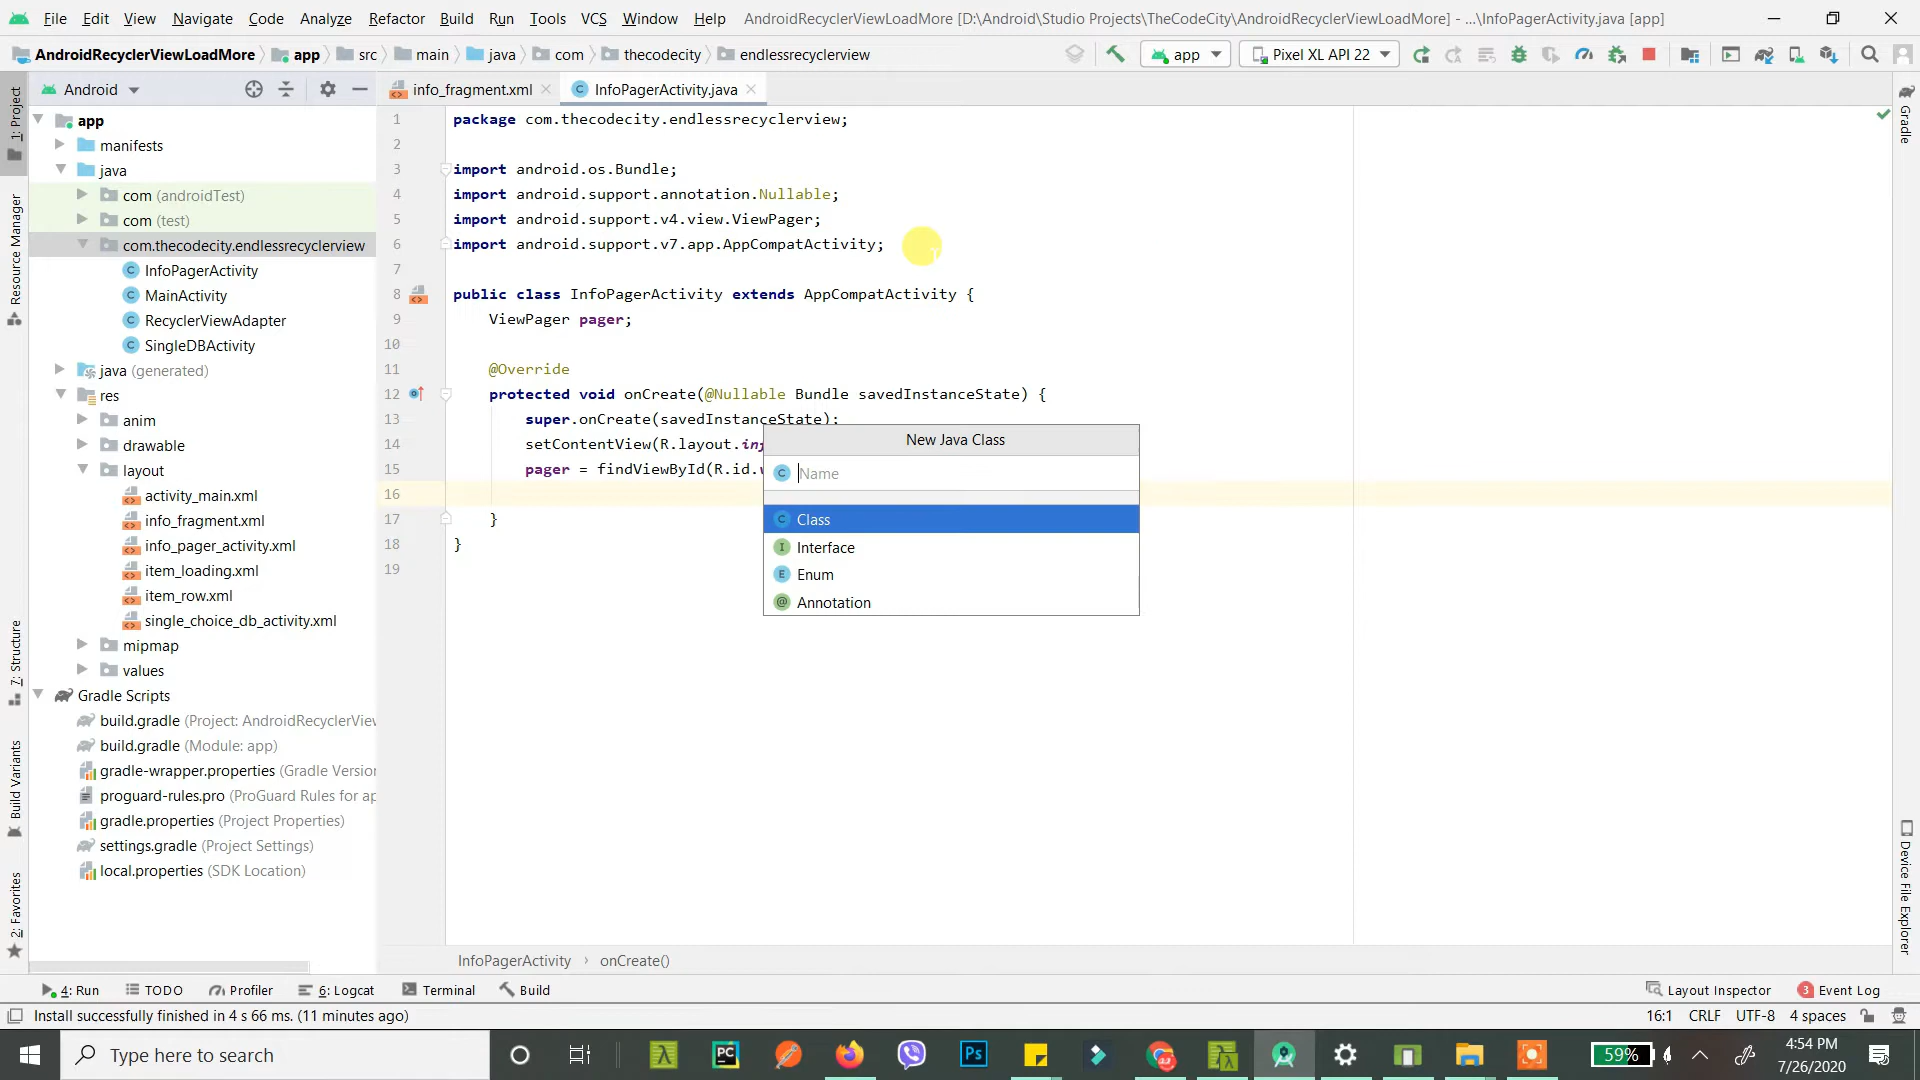 File Edit View Navigate Code Analyze Refactor Build Run Tools VCS Window Help AndroidRecyclerViewLoadMore [D:\Android\Studio Projects\TheCodeCity\AndroidRecyclerViewLoadMore] - ...\InfoPagerActivity.java [app]
AndroidRecyclerViewLoadMore app src main java com thecodecity endlessrecyclerview app Pixel XL API 22
Android info_fragment.xml InfoPagerActivity.java
1: Project
Resource Manager
7: Structure
Build Variants
2: Favorites
app
manifests
java
com (androidTest)
com (test)
com.thecodecity.endlessrecyclerview
InfoPagerActivity
MainActivity
RecyclerViewAdapter
SingleDBActivity
java (generated)
res
anim
drawable
layout
activity_main.xml
info_fragment.xml
info_pager_activity.xml
item_loading.xml
item_row.xml
single_choice_db_activity.xml
mipmap
values
Gradle Scripts
build.gradle (Project: AndroidRecyclerView
build.gradle (Module: app)
gradle-wrapper.properties (Gradle Version
proguard-rules.pro (ProGuard Rules for ap
gradle.properties (Project Properties)
settings.gradle (Project Settings)
local.properties (SDK Location)
1 package com.thecodecity.endlessrecyclerview;
2
3 import android.os.Bundle;
4 import android.support.annotation.Nullable;
5 import android.support.v4.view.ViewPager;
6 import android.support.v7.app.AppCompatActivity;
7
8 public class InfoPagerActivity extends AppCompatActivity {
9 ViewPager pager;
10
11 @Override
12 protected void onCreate(@Nullable Bundle savedInstanceState) {
13 super.onCreate(savedInstanceState);
14 setContentView(R.layout.inf
15 pager = findViewById(R.id.v
16
17 }
18 }
19
New Java Class
Name
Class
Interface
Enum
Annotation
Gradle
Device File Explorer
InfoPagerActivity › onCreate()
4: Run TODO Profiler 6: Logcat Terminal Build Layout Inspector 3 Event Log
Install successfully finished in 4 s 66 ms. (11 minutes ago) 16:1 CRLF UTF-8 4 spaces
Type here to search PC Ps 59% 4:54 PM
7/26/2020